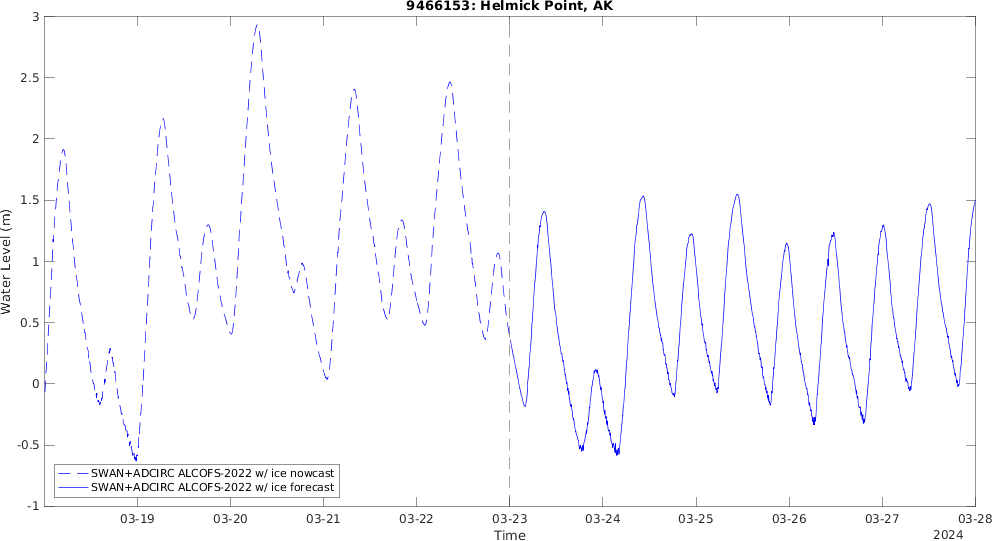 9466153: Helmick Point, AK
3
2.5
2
1.5
1
0.5
0
-0.5
-1
Water Level (m)
SWAN+ADCIRC ALCOFS-2022 w/ ice nowcast
SWAN+ADCIRC ALCOFS-2022 w/ ice forecast
03-19 03-20 03-21 03-22 03-23 03-24 03-25 03-26 03-27 03-28
Time
2024